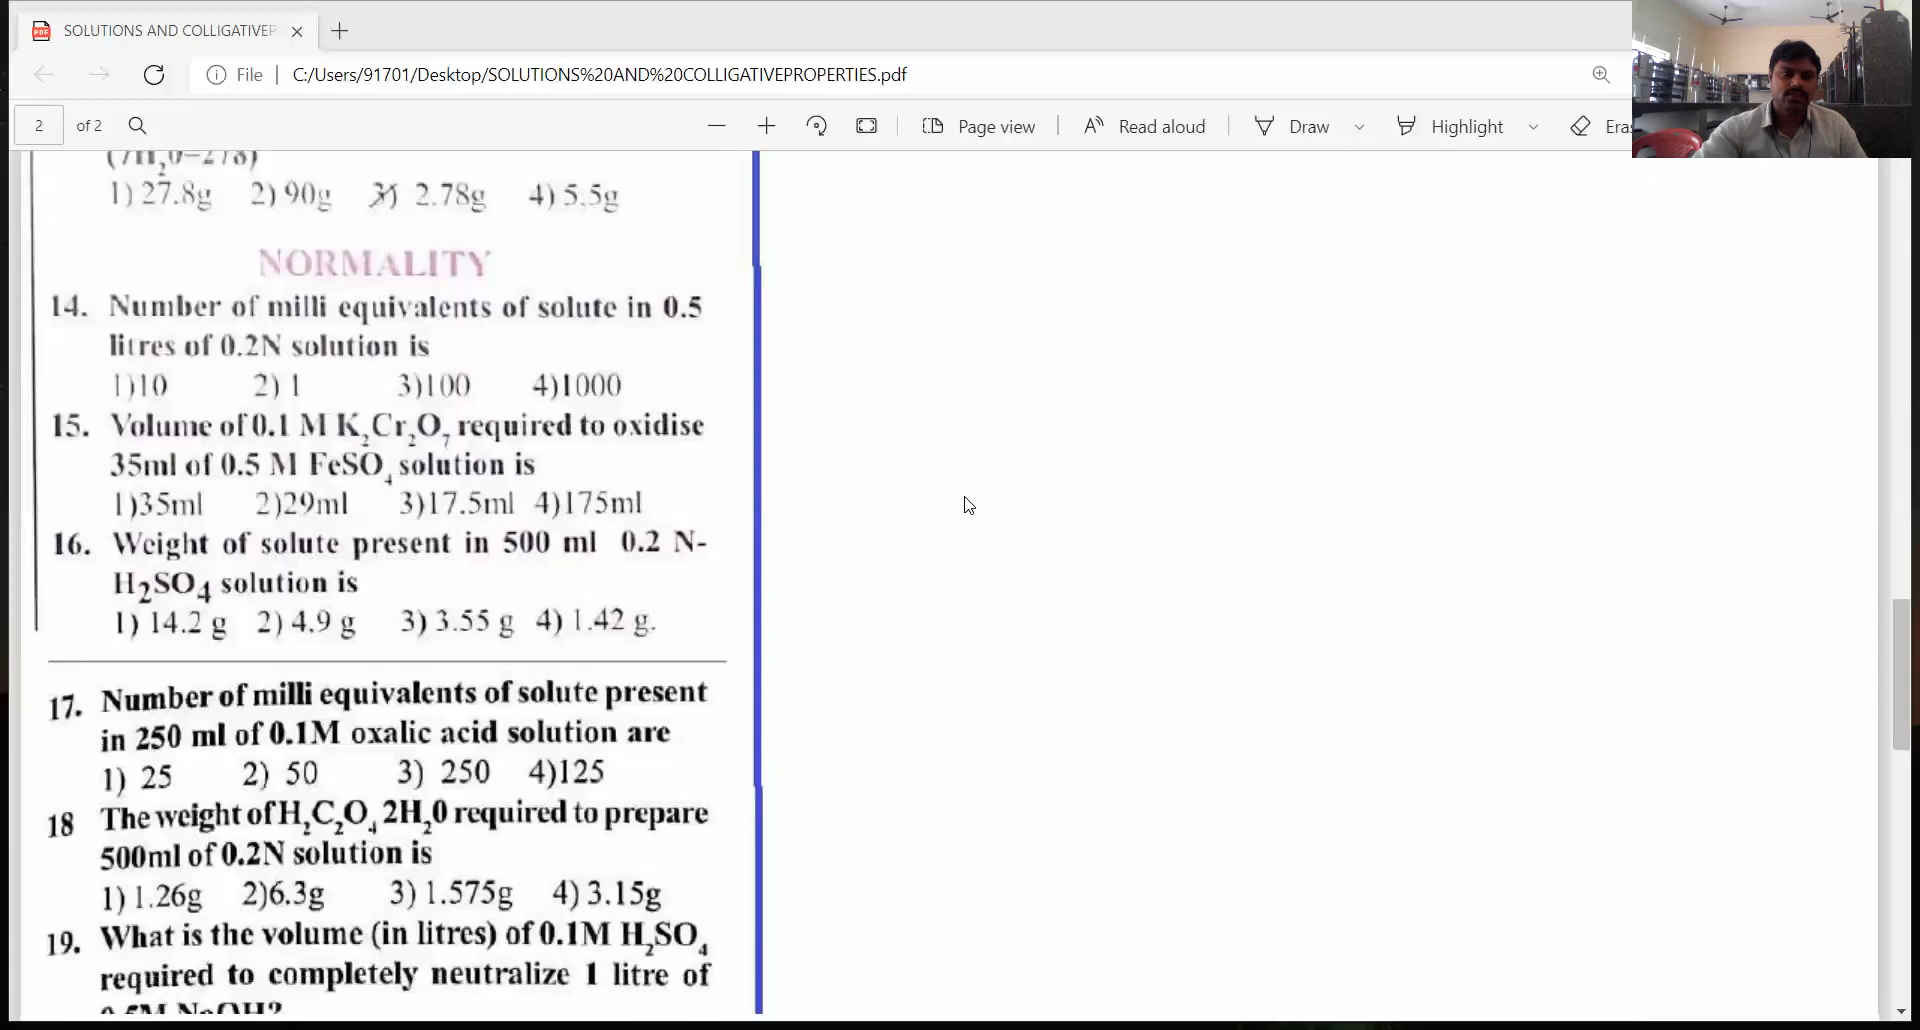 SOLUTIONS AND COLLIGATIVEP
File | C:/Users/91701/Desktop/SOLUTIONS%20AND%20COLLIGATIVEPROPERTIES.pdf
2 of 2 Page view Read aloud Draw Highlight Era
1) 27.8g 2) 90g 3) 2.78g 4) 5.5g
NORMALITY
14. Number of milli equivalents of solute in 0.5
litres of 0.2N solution is
1)10 2) 1 3)100 4)1000
15. Volume of 0.1 M K₂Cr₂O₇ required to oxidise
35ml of 0.5 M FeSO₄ solution is
1)35ml 2)29ml 3)17.5ml 4)175ml
16. Weight of solute present in 500 ml 0.2 N-
H₂SO₄ solution is
1) 14.2 g 2) 4.9 g 3) 3.55 g 4) 1.42 g.
17. Number of milli equivalents of solute present
in 250 ml of 0.1M oxalic acid solution are
1) 25 2) 50 3) 250 4)125
18 The weight of H₂C₂O₄ 2H₂0 required to prepare
500ml of 0.2N solution is
1) 1.26g 2)6.3g 3) 1.575g 4) 3.15g
19. What is the volume (in litres) of 0.1M H₂SO₄
required to completely neutralize 1 litre of